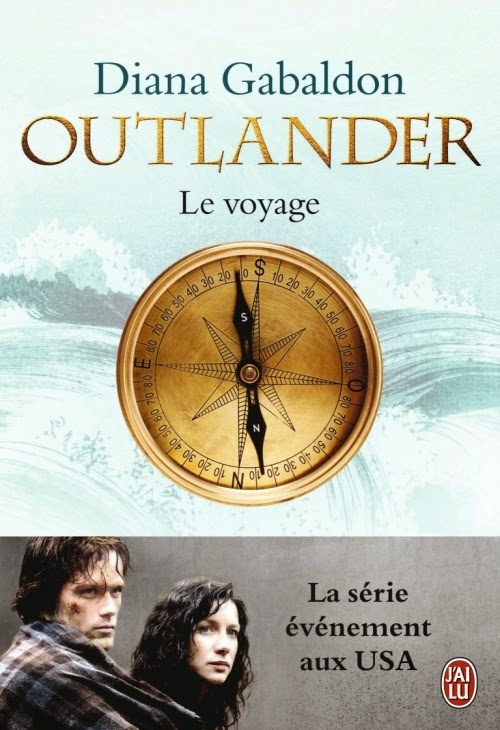 Diana Gabaldon
OUTLANDER
Le voyage
S
S
E
O
N
N
La série
événement
aux USA
J'AI
LU